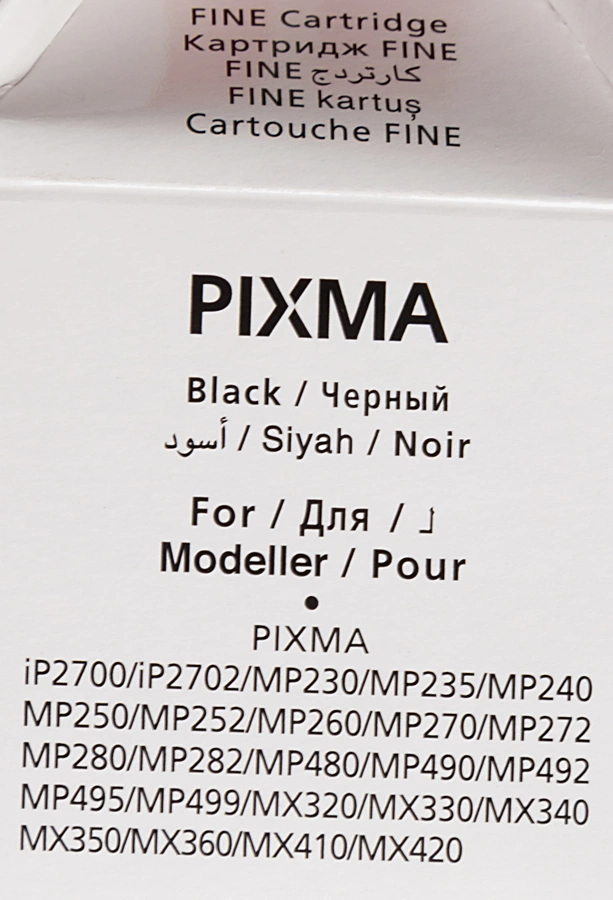 FINE Cartridge
Картридж FINE
FINE كارتردج
FINE kartuş
Cartouche FINE
PIXMA
Black / Черный
أسود / Siyah / Noir
For / Для / لـ
Modeller / Pour
•
PIXMA
iP2700/iP2702/MP230/MP235/MP240
MP250/MP252/MP260/MP270/MP272
MP280/MP282/MP480/MP490/MP492
MP495/MP499/MX320/MX330/MX340
MX350/MX360/MX410/MX420